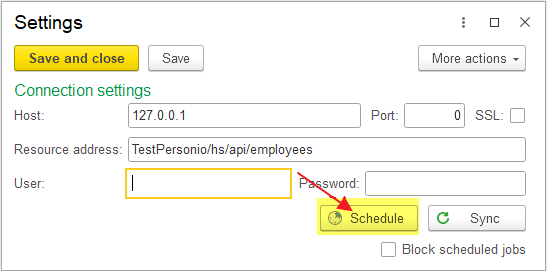 Settings
Save and close Save More actions
Connection settings
Host: 127.0.0.1 Port: 0 SSL:
Resource address: TestPersonio/hs/api/employees
User: Password:
Schedule Sync
Block scheduled jobs